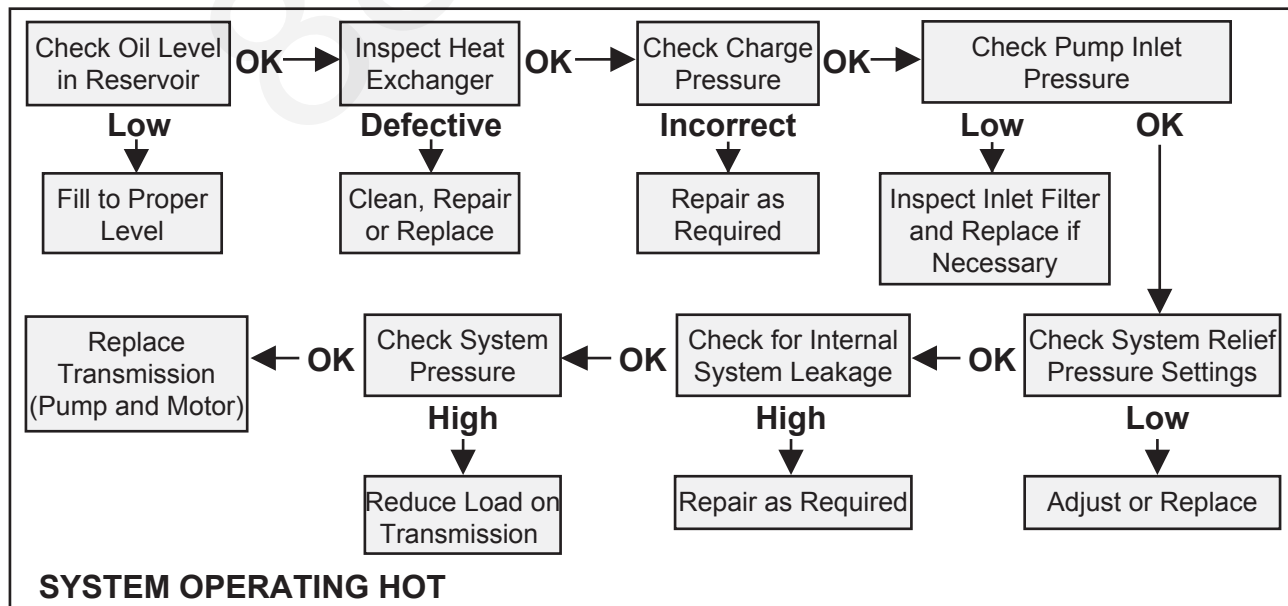 Check Oil Level
in Reservoir
OK
Inspect Heat
Exchanger
OK
Check Charge
Pressure
OK
Check Pump Inlet
Pressure
Low
Defective
Incorrect
Low
OK
Fill to Proper
Level
Clean, Repair
or Replace
Repair as
Required
Inspect Inlet Filter
and Replace if
Necessary
Replace
Transmission
(Pump and Motor)
OK
Check System
Pressure
OK
Check for Internal
System Leakage
OK
Check System Relief
Pressure Settings
High
High
Low
Reduce Load on
Transmission
Repair as Required
Adjust or Replace
SYSTEM OPERATING HOT